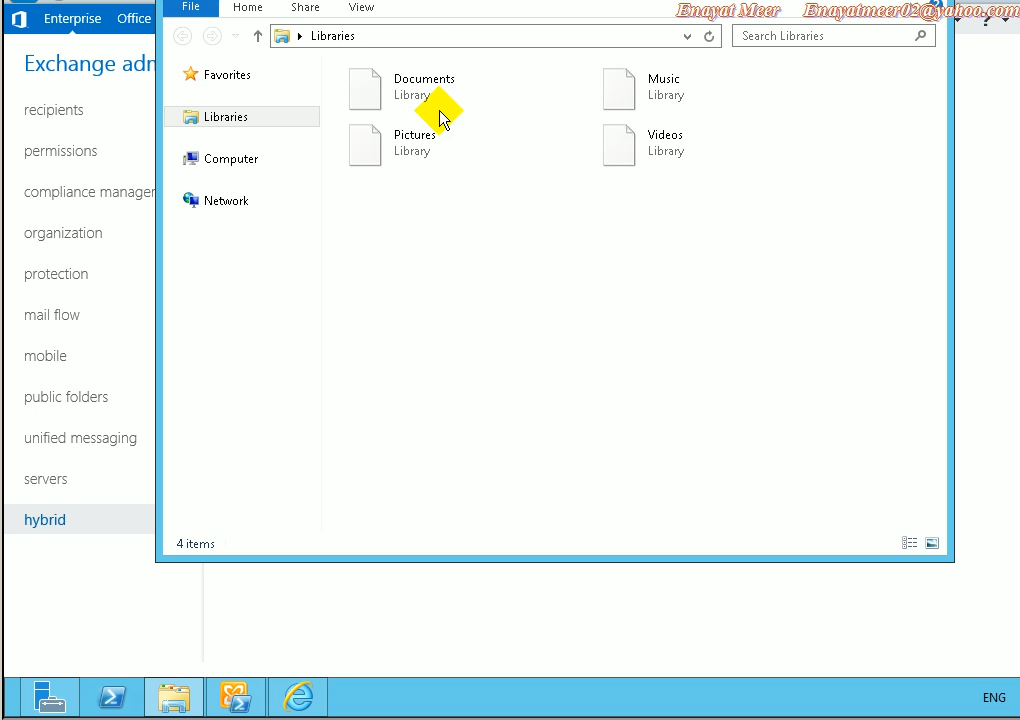 Enterprise Office
File Home Share View
Enayat Meer Enayatmeer02@yahoo.com
?
Libraries
Search Libraries
Exchange adm
recipients
permissions
compliance manager
organization
protection
mail flow
mobile
public folders
unified messaging
servers
hybrid
Favorites
Libraries
Computer
Network
Documents
Library
Music
Library
Pictures
Library
Videos
Library
4 items
ENG